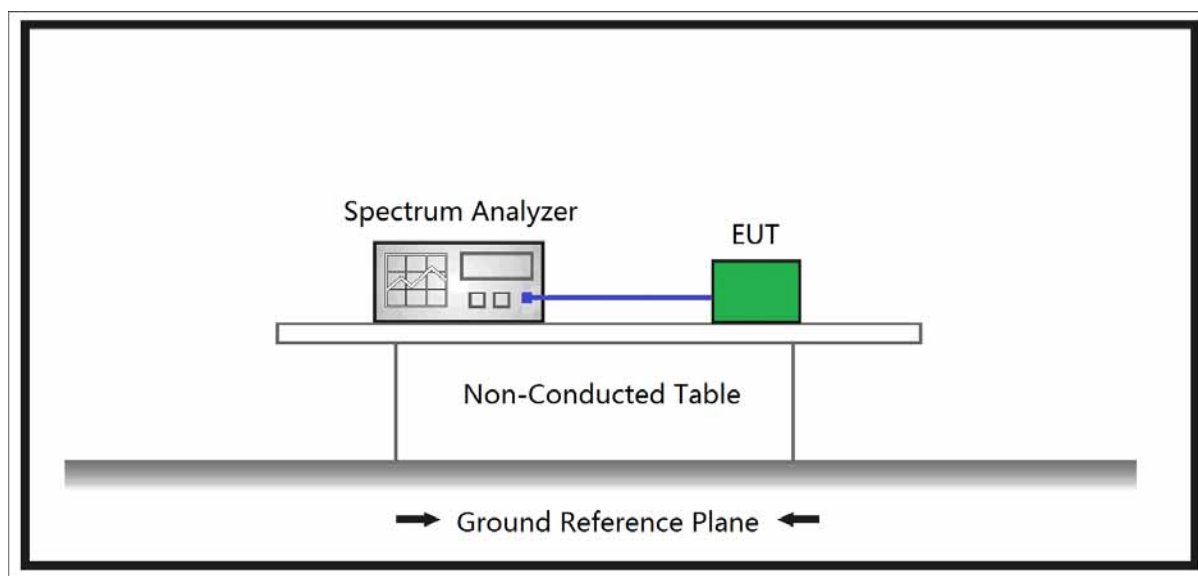 Spectrum Analyzer
EUT
Non-Conducted Table
Ground Reference Plane